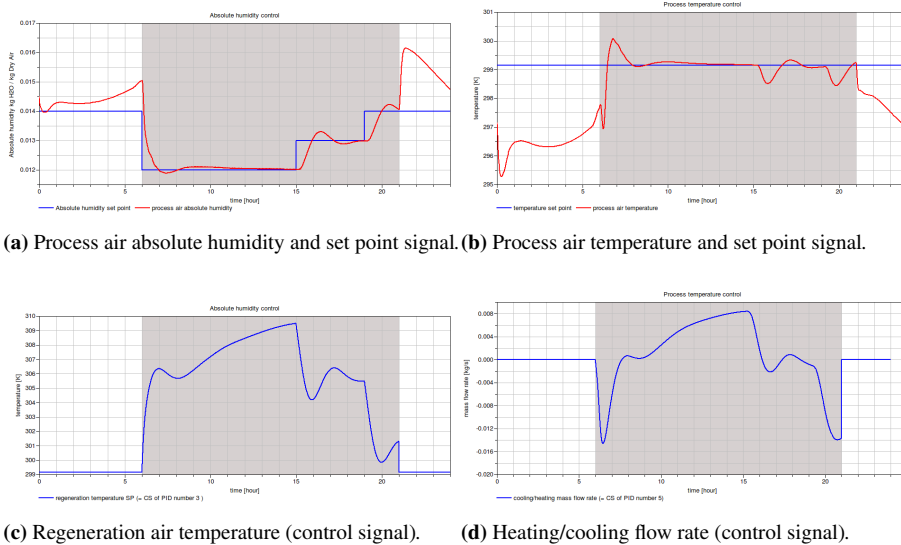 Absolute humidity control
0.017
0.016
0.015
0.014
0.013
0.012
Absolute humidity kg H2O / kg Dry Air
0 5 10 15 20
time [hour]
Absolute humidity set point process air absolute humidity
(a) Process air absolute humidity and set point signal.
Process temperature control
301
300
299
298
297
296
295
temperature [K]
0 5 10 15 20
time [hour]
temperature set point process air temperature
(b) Process air temperature and set point signal.
Absolute humidity control
310
309
308
307
306
305
304
303
302
301
300
299
temperature [K]
0 5 10 15 20
time [hour]
regeneration temperature SP (= CS of PID number 3 )
(c) Regeneration air temperature (control signal).
Process temperature control
0.008
0.004
0.000
-0.004
-0.008
-0.012
-0.016
-0.020
mass flow rate [kg/s]
0 5 10 15 20
time [hour]
cooling/heating mass flow rate (= CS of PID number 5)
(d) Heating/cooling flow rate (control signal).